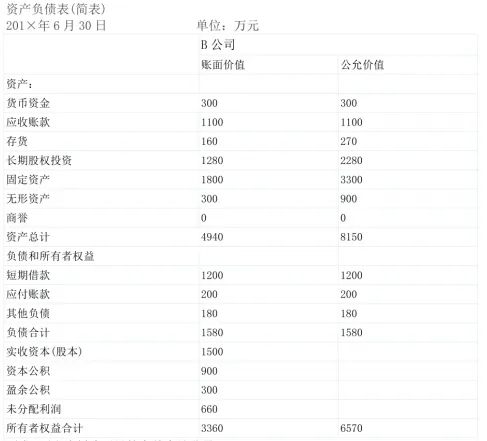 资产负债表(简表)
201×年6月30日 单位：万元
B公司
账面价值 公允价值
资产：
货币资金 300 300
应收账款 1100 1100
存货 160 270
长期股权投资 1280 2280
固定资产 1800 3300
无形资产 300 900
商誉 0 0
资产总计 4940 8150
负债和所有者权益
短期借款 1200 1200
应付账款 200 200
其他负债 180 180
负债合计 1580 1580
实收资本(股本) 1500
资本公积 900
盈余公积 300
未分配利润 660
所有者权益合计 3360 6570